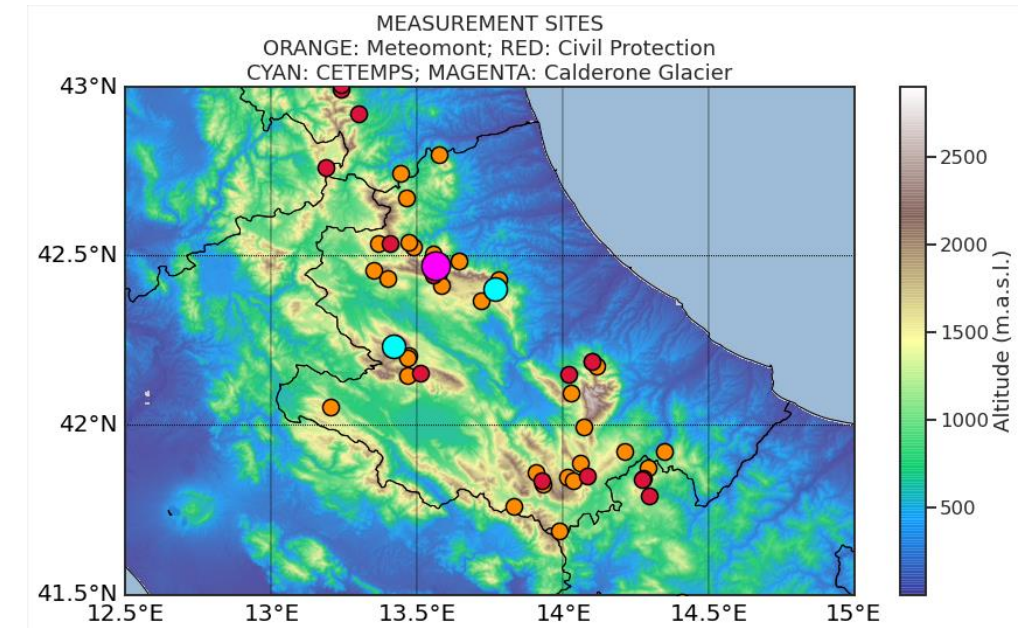 MEASUREMENT SITES
ORANGE: Meteomont; RED: Civil Protection
CYAN: CETEMPS; MAGENTA: Calderone Glacier
43°N
42.5°N
42°N
41.5°N
12.5°E
13°E
13.5°E
14°E
14.5°E
15°E
2500
2000
1500
1000
500
Altitude (m.a.s.l.)